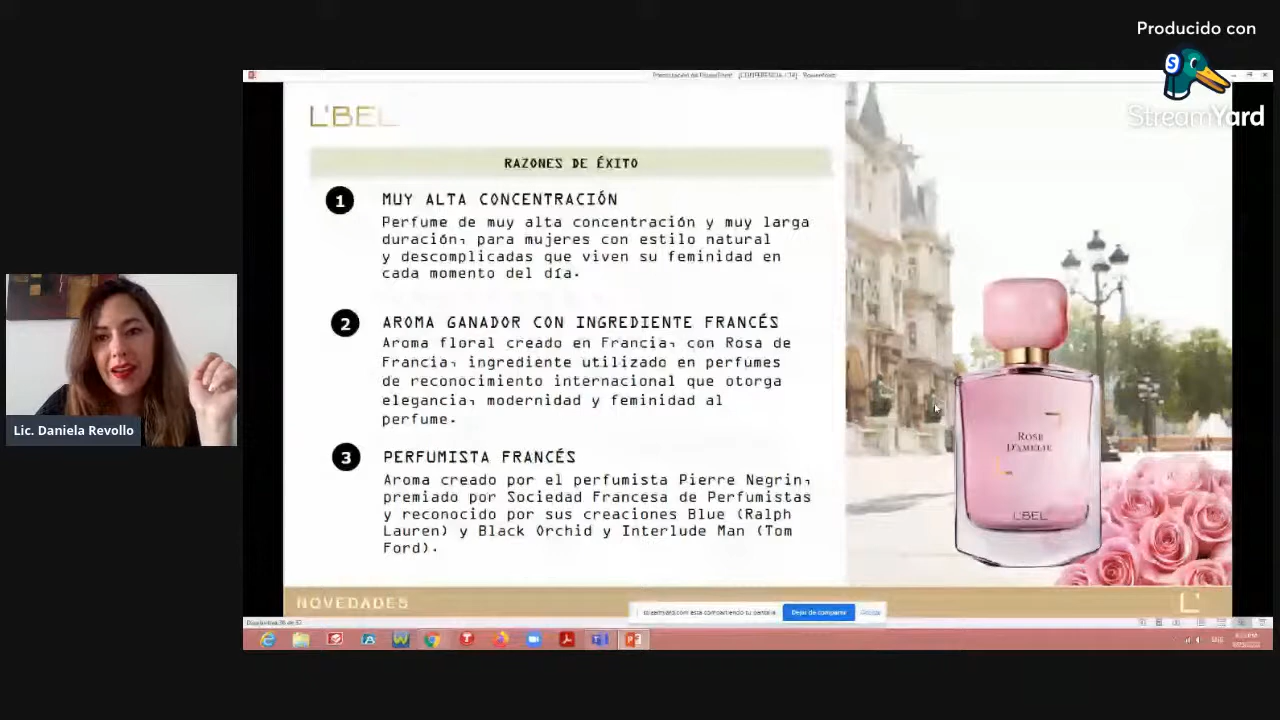 Producido con
StreamYard
L'BEL
RAZONES DE ÉXITO
1
MUY ALTA CONCENTRACIÓN
Perfume de muy alta concentración y muy larga
duración, para mujeres con estilo natural
y descomplicadas que viven su feminidad en
cada momento del día.
2
AROMA GANADOR CON INGREDIENTE FRANCÉS
Aroma floral creado en Francia, con Rosa de
Francia, ingrediente utilizado en perfumes
de reconocimiento internacional que otorga
elegancia, modernidad y feminidad al
perfume.
3
PERFUMISTA FRANCÉS
Aroma creado por el perfumista Pierre Negrin,
premiado por Sociedad Francesa de Perfumistas
y reconocido por sus creaciones Blue (Ralph
Lauren) y Black Orchid y Interlude Man (Tom
Ford).
ROSE
D'AMELIE
L'BEL
Lic. Daniela Revollo
NOVEDADES
L'
está compartiendo tu pantalla.
Dejar de compartir
Ocultar